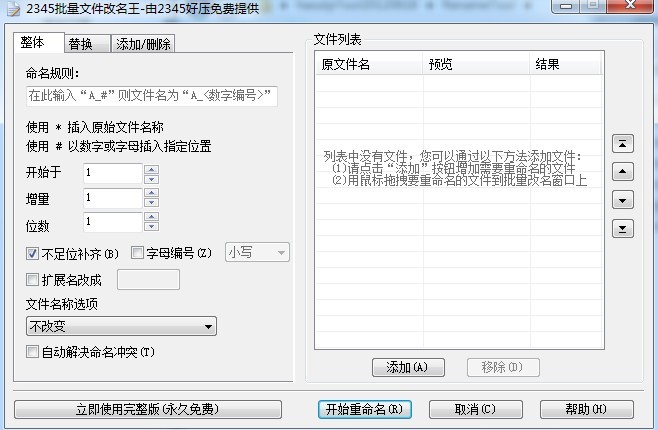 2345批量文件改名王-由2345好压免费提供
整体
替换
添加/删除
命名规则:
在此输入“A_#”则文件名为“A_<数字编号>”
使用 * 插入原始文件名称
使用 # 以数字或字母插入指定位置
开始于 1
增量 1
位数 1
不足位补齐(B) 字母编号(Z) 小写
扩展名改成
文件名称选项
不改变
自动解决命名冲突(T)
文件列表
原文件名 预览 结果
列表中没有文件,您可以通过以下方法添加文件:
(1)请点击“添加”按钮增加需要重命名的文件
(2)用鼠标拖拽要重命名的文件到批量改名窗口上
添加(A) 移除(D)
立即使用完整版(永久免费) 开始重命名(R) 取消(C) 帮助(H)